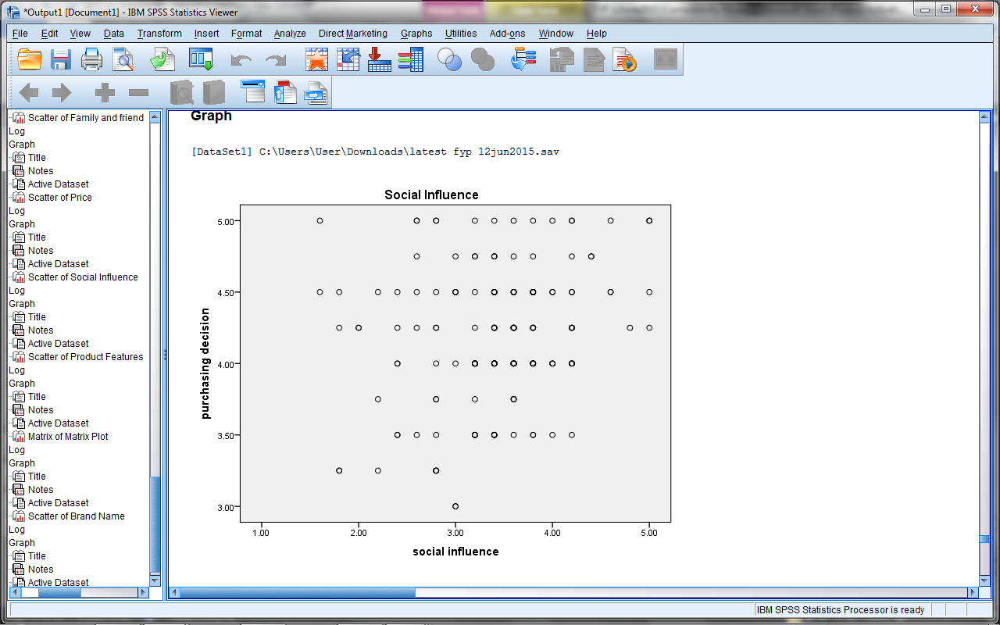 *Output1 [Document1] - IBM SPSS Statistics Viewer
File Edit View Data Transform Insert Format Analyze Direct Marketing Graphs Utilities Add-ons Window Help
Scatter of Family and friend
Log
Graph
Title
Notes
Active Dataset
Scatter of Price
Log
Graph
Title
Notes
Active Dataset
Scatter of Social Influence
Log
Graph
Title
Notes
Active Dataset
Scatter of Product Features
Log
Graph
Title
Notes
Active Dataset
Matrix of Matrix Plot
Log
Graph
Title
Notes
Active Dataset
Scatter of Brand Name
Log
Graph
Title
Notes
Active Dataset
Graph
[DataSet1] C:\Users\User\Downloads\latest fyp 12jun2015.sav
Social Influence
purchasing decision
5.00
4.50
4.00
3.50
3.00
1.00 2.00 3.00 4.00 5.00
social influence
IBM SPSS Statistics Processor is ready